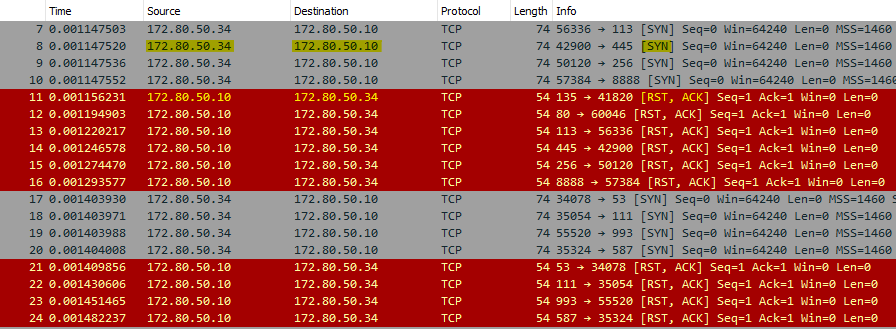 Time Source Destination Protocol Length Info
7 0.001147503 172.80.50.34 172.80.50.10 TCP 74 56336 → 113 [SYN] Seq=0 Win=64240 Len=0 MSS=1460
8 0.001147520 172.80.50.34 172.80.50.10 TCP 74 42900 → 445 [SYN] Seq=0 Win=64240 Len=0 MSS=1460
9 0.001147536 172.80.50.34 172.80.50.10 TCP 74 50120 → 256 [SYN] Seq=0 Win=64240 Len=0 MSS=1460
10 0.001147552 172.80.50.34 172.80.50.10 TCP 74 57384 → 8888 [SYN] Seq=0 Win=64240 Len=0 MSS=1460
11 0.001156231 172.80.50.10 172.80.50.34 TCP 54 135 → 41820 [RST, ACK] Seq=1 Ack=1 Win=0 Len=0
12 0.001194903 172.80.50.10 172.80.50.34 TCP 54 80 → 60046 [RST, ACK] Seq=1 Ack=1 Win=0 Len=0
13 0.001220217 172.80.50.10 172.80.50.34 TCP 54 113 → 56336 [RST, ACK] Seq=1 Ack=1 Win=0 Len=0
14 0.001246578 172.80.50.10 172.80.50.34 TCP 54 445 → 42900 [RST, ACK] Seq=1 Ack=1 Win=0 Len=0
15 0.001274470 172.80.50.10 172.80.50.34 TCP 54 256 → 50120 [RST, ACK] Seq=1 Ack=1 Win=0 Len=0
16 0.001293577 172.80.50.10 172.80.50.34 TCP 54 8888 → 57384 [RST, ACK] Seq=1 Ack=1 Win=0 Len=0
17 0.001403930 172.80.50.34 172.80.50.10 TCP 74 34078 → 53 [SYN] Seq=0 Win=64240 Len=0 MSS=1460 S
18 0.001403971 172.80.50.34 172.80.50.10 TCP 74 35054 → 111 [SYN] Seq=0 Win=64240 Len=0 MSS=1460
19 0.001403988 172.80.50.34 172.80.50.10 TCP 74 55520 → 993 [SYN] Seq=0 Win=64240 Len=0 MSS=1460
20 0.001404008 172.80.50.34 172.80.50.10 TCP 74 35324 → 587 [SYN] Seq=0 Win=64240 Len=0 MSS=1460
21 0.001409856 172.80.50.10 172.80.50.34 TCP 54 53 → 34078 [RST, ACK] Seq=1 Ack=1 Win=0 Len=0
22 0.001430606 172.80.50.10 172.80.50.34 TCP 54 111 → 35054 [RST, ACK] Seq=1 Ack=1 Win=0 Len=0
23 0.001451465 172.80.50.10 172.80.50.34 TCP 54 993 → 55520 [RST, ACK] Seq=1 Ack=1 Win=0 Len=0
24 0.001482237 172.80.50.10 172.80.50.34 TCP 54 587 → 35324 [RST, ACK] Seq=1 Ack=1 Win=0 Len=0